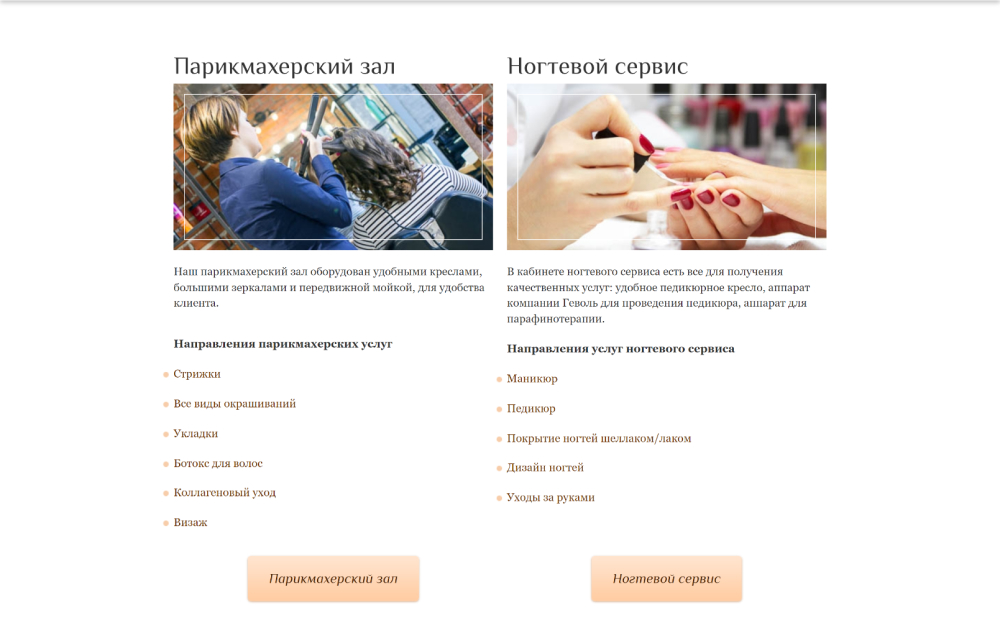 Парикмахерский зал
Наш парикмахерский зал оборудован удобными креслами,
большими зеркалами и передвижной мойкой, для удобства
клиента.
Направления парикмахерских услуг
Стрижки
Все виды окрашиваний
Укладки
Ботокс для волос
Коллагеновый уход
Визаж
Парикмахерский зал
Ногтевой сервис
В кабинете ногтевого сервиса есть все для получения
качественных услуг: удобное педикюрное кресло, аппарат
компании Геволь для проведения педикюра, аппарат для
парафинотерапии.
Направления услуг ногтевого сервиса
Маникюр
Педикюр
Покрытие ногтей шеллаком/лаком
Дизайн ногтей
Уходы за руками
Ногтевой сервис